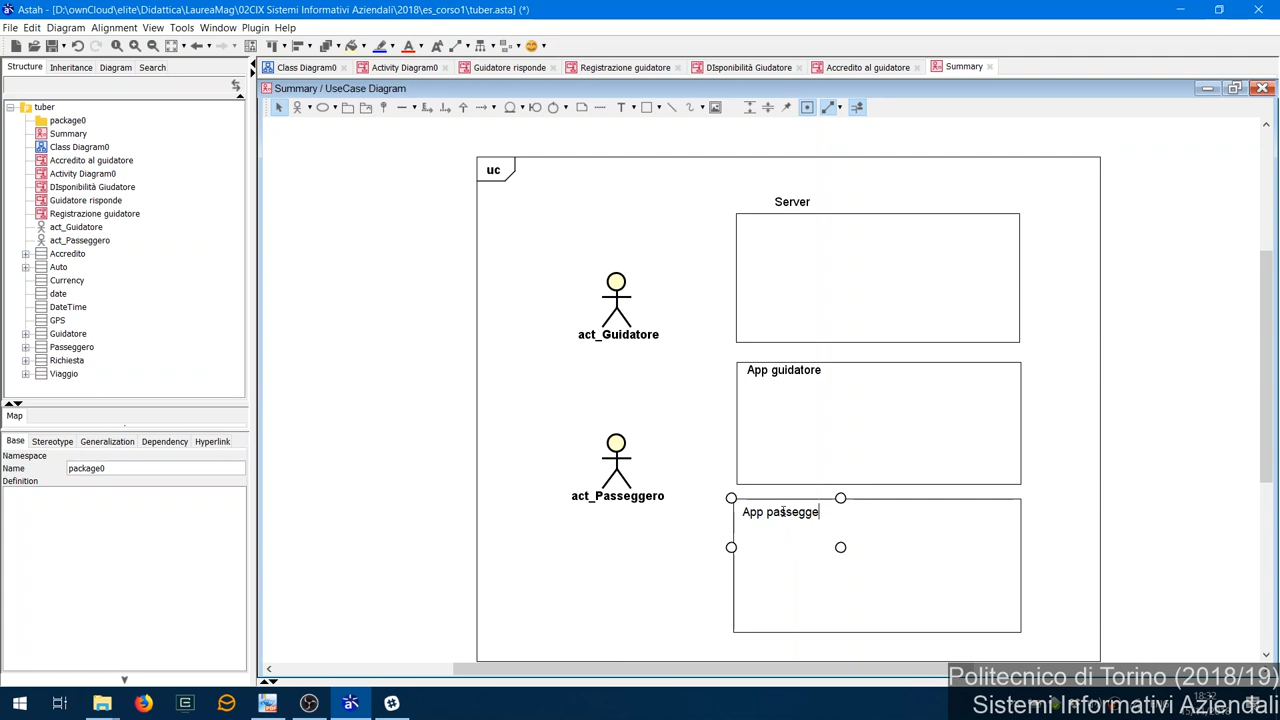 Astah - [D:\ownCloud\elite\Didattica\LaureaMag\02CIX Sistemi Informativi Aziendali\2018\es_corso1\tuber.asta] (*)
File Edit Diagram Alignment View Tools Window Plugin Help
Structure Inheritance Diagram Search
Class Diagram0 Activity Diagram0 Guidatore risponde Registrazione guidatore DIsponibilità Giudatore Accredito al guidatore Summary
Summary / UseCase Diagram
tuber
package0
Summary
Class Diagram0
Accredito al guidatore
Activity Diagram0
DIsponibilità Giudatore
Guidatore risponde
Registrazione guidatore
act_Guidatore
act_Passeggero
Accredito
Auto
Currency
date
DateTime
GPS
Guidatore
Passeggero
Richiesta
Viaggio
Map
Base Stereotype Generalization Dependency Hyperlink
Namespace
Name package0
Definition
uc
Server
act_Guidatore
App guidatore
act_Passeggero
App passegge
Politecnico di Torino (2018/19)
Sistemi Informativi Aziendali
18:32